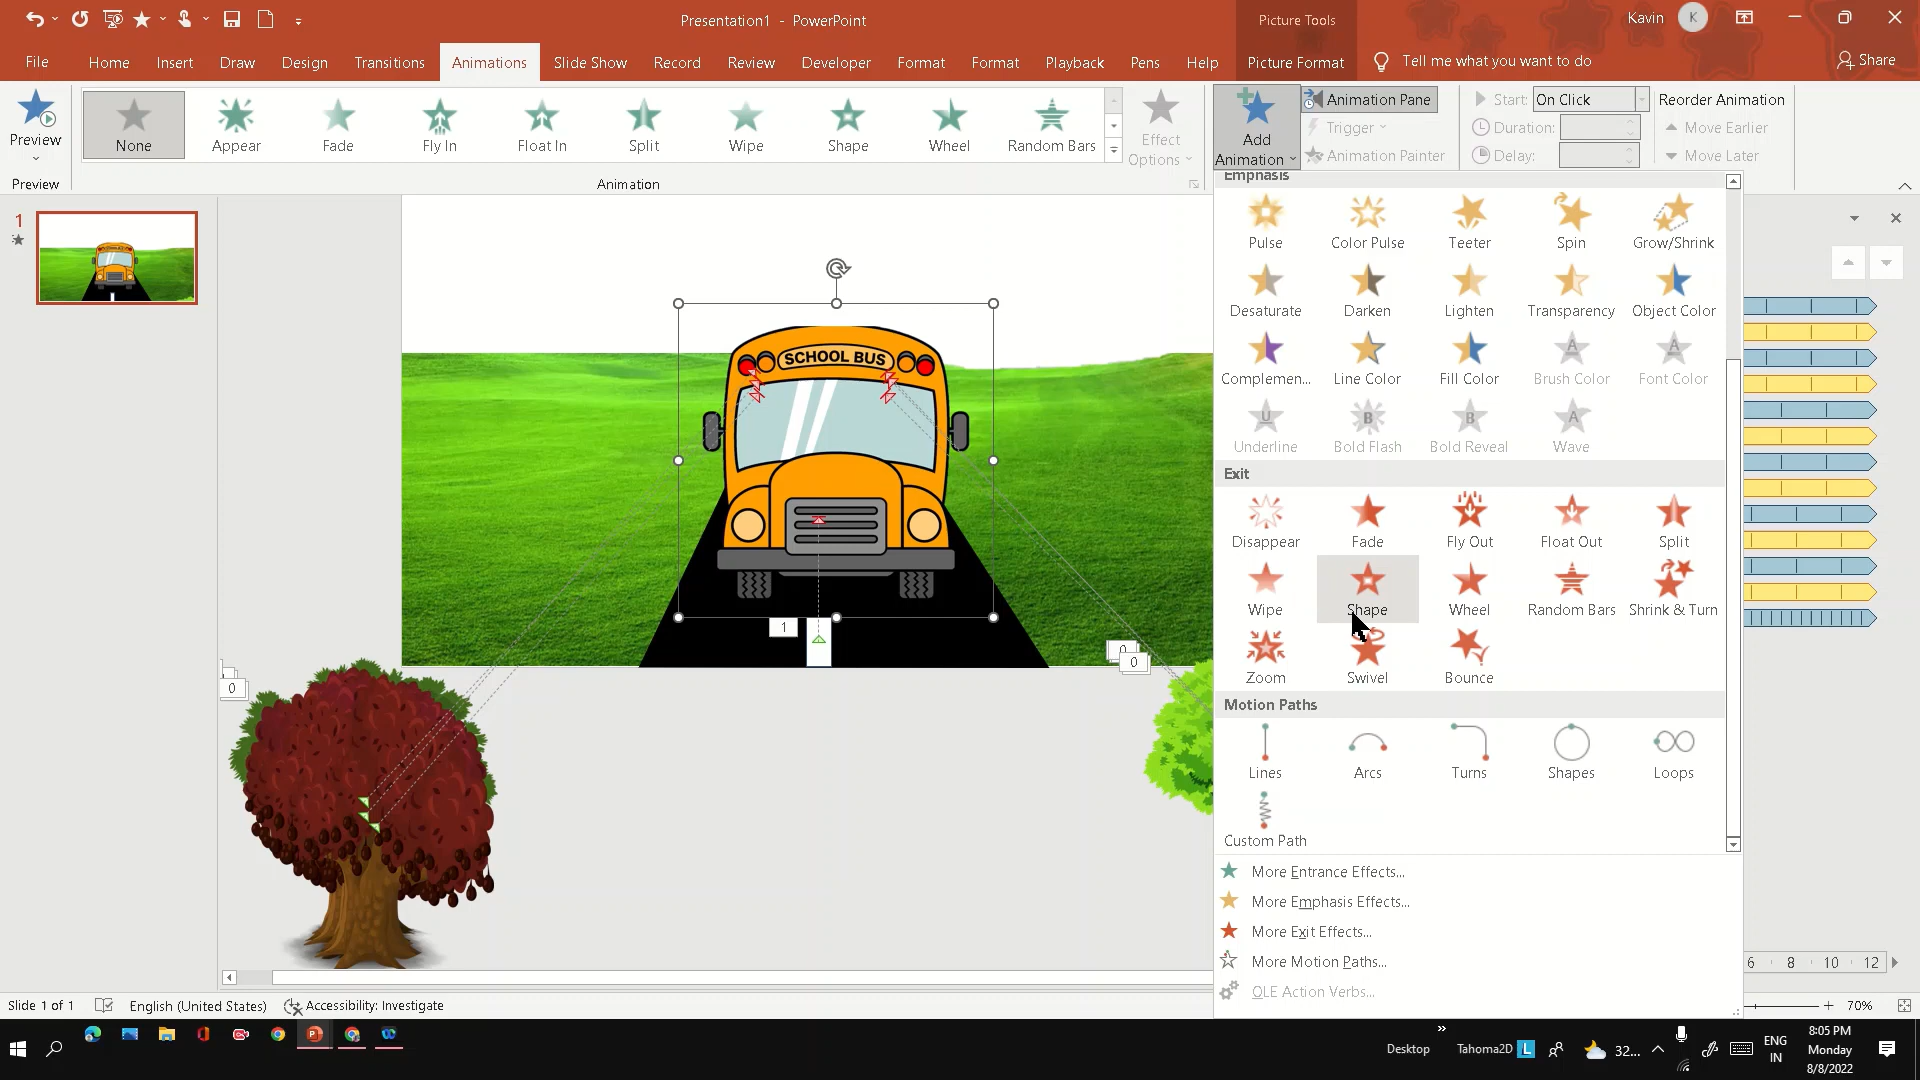 Presentation1 - PowerPoint
Picture Tools
Kavin
K
File
Home
Insert
Draw
Design
Transitions
Animations
Slide Show
Record
Review
Developer
Format
Format
Playback
Pens
Help
Picture Format
Tell me what you want to do
Share
Preview
None
Appear
Fade
Fly In
Float In
Split
Wipe
Shape
Wheel
Random Bars
Effect
Options
Add
Animation
Animation Pane
Trigger
Animation Painter
Start: On Click
Duration:
Delay:
Reorder Animation
Move Earlier
Move Later
Preview
Animation
1
SCHOOL BUS
SCHOOL BUS
1
0
0
0
Emphasis
Pulse
Color Pulse
Teeter
Spin
Grow/Shrink
Desaturate
Darken
Lighten
Transparency
Object Color
Complemen...
Line Color
Fill Color
Brush Color
Font Color
Underline
Bold Flash
Bold Reveal
Wave
Exit
Disappear
Fade
Fly Out
Float Out
Split
Wipe
Shape
Wheel
Random Bars
Shrink & Turn
Zoom
Swivel
Bounce
Motion Paths
Lines
Arcs
Turns
Shapes
Loops
Custom Path
More Entrance Effects...
More Emphasis Effects...
More Exit Effects...
More Motion Paths...
OLE Action Verbs...
6 8 10 12
Slide 1 of 1
English (United States)
Accessibility: Investigate
70%
Desktop
Tahoma2D
L
32...
ENG
IN
8:05 PM
Monday
8/8/2022